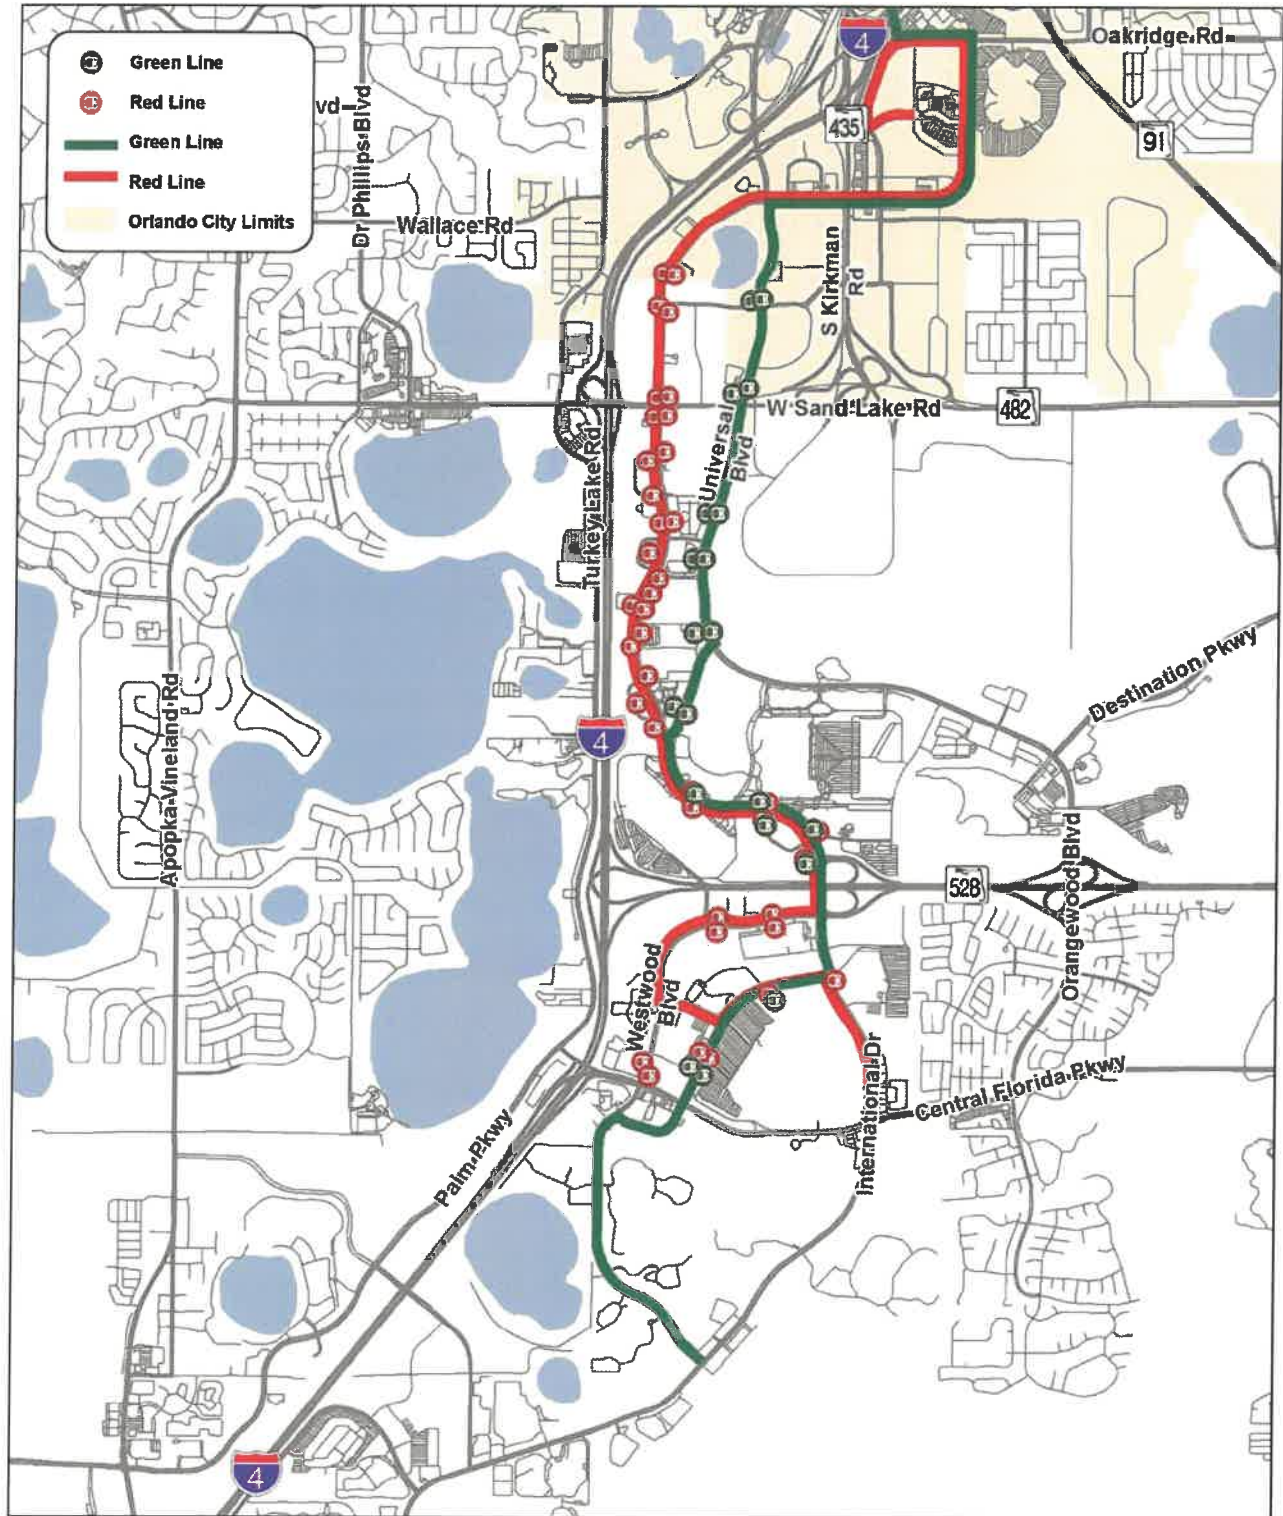 Green Line
Red Line
Green Line
Red Line
Orlando City Limits
4
Oakridge Rd
vd
Dr Phillips Blvd
435
91
Wallace Rd
S Kirkman
Rd
W Sand Lake Rd
482
Universal
Blvd
Turkey Lake Rd
Destination Pkwy
Apopka-Vineland Rd
4
528
Orangewood Blvd
Westwood
Blvd
International Dr
Central Florida Pkwy
Palm Pkwy
4